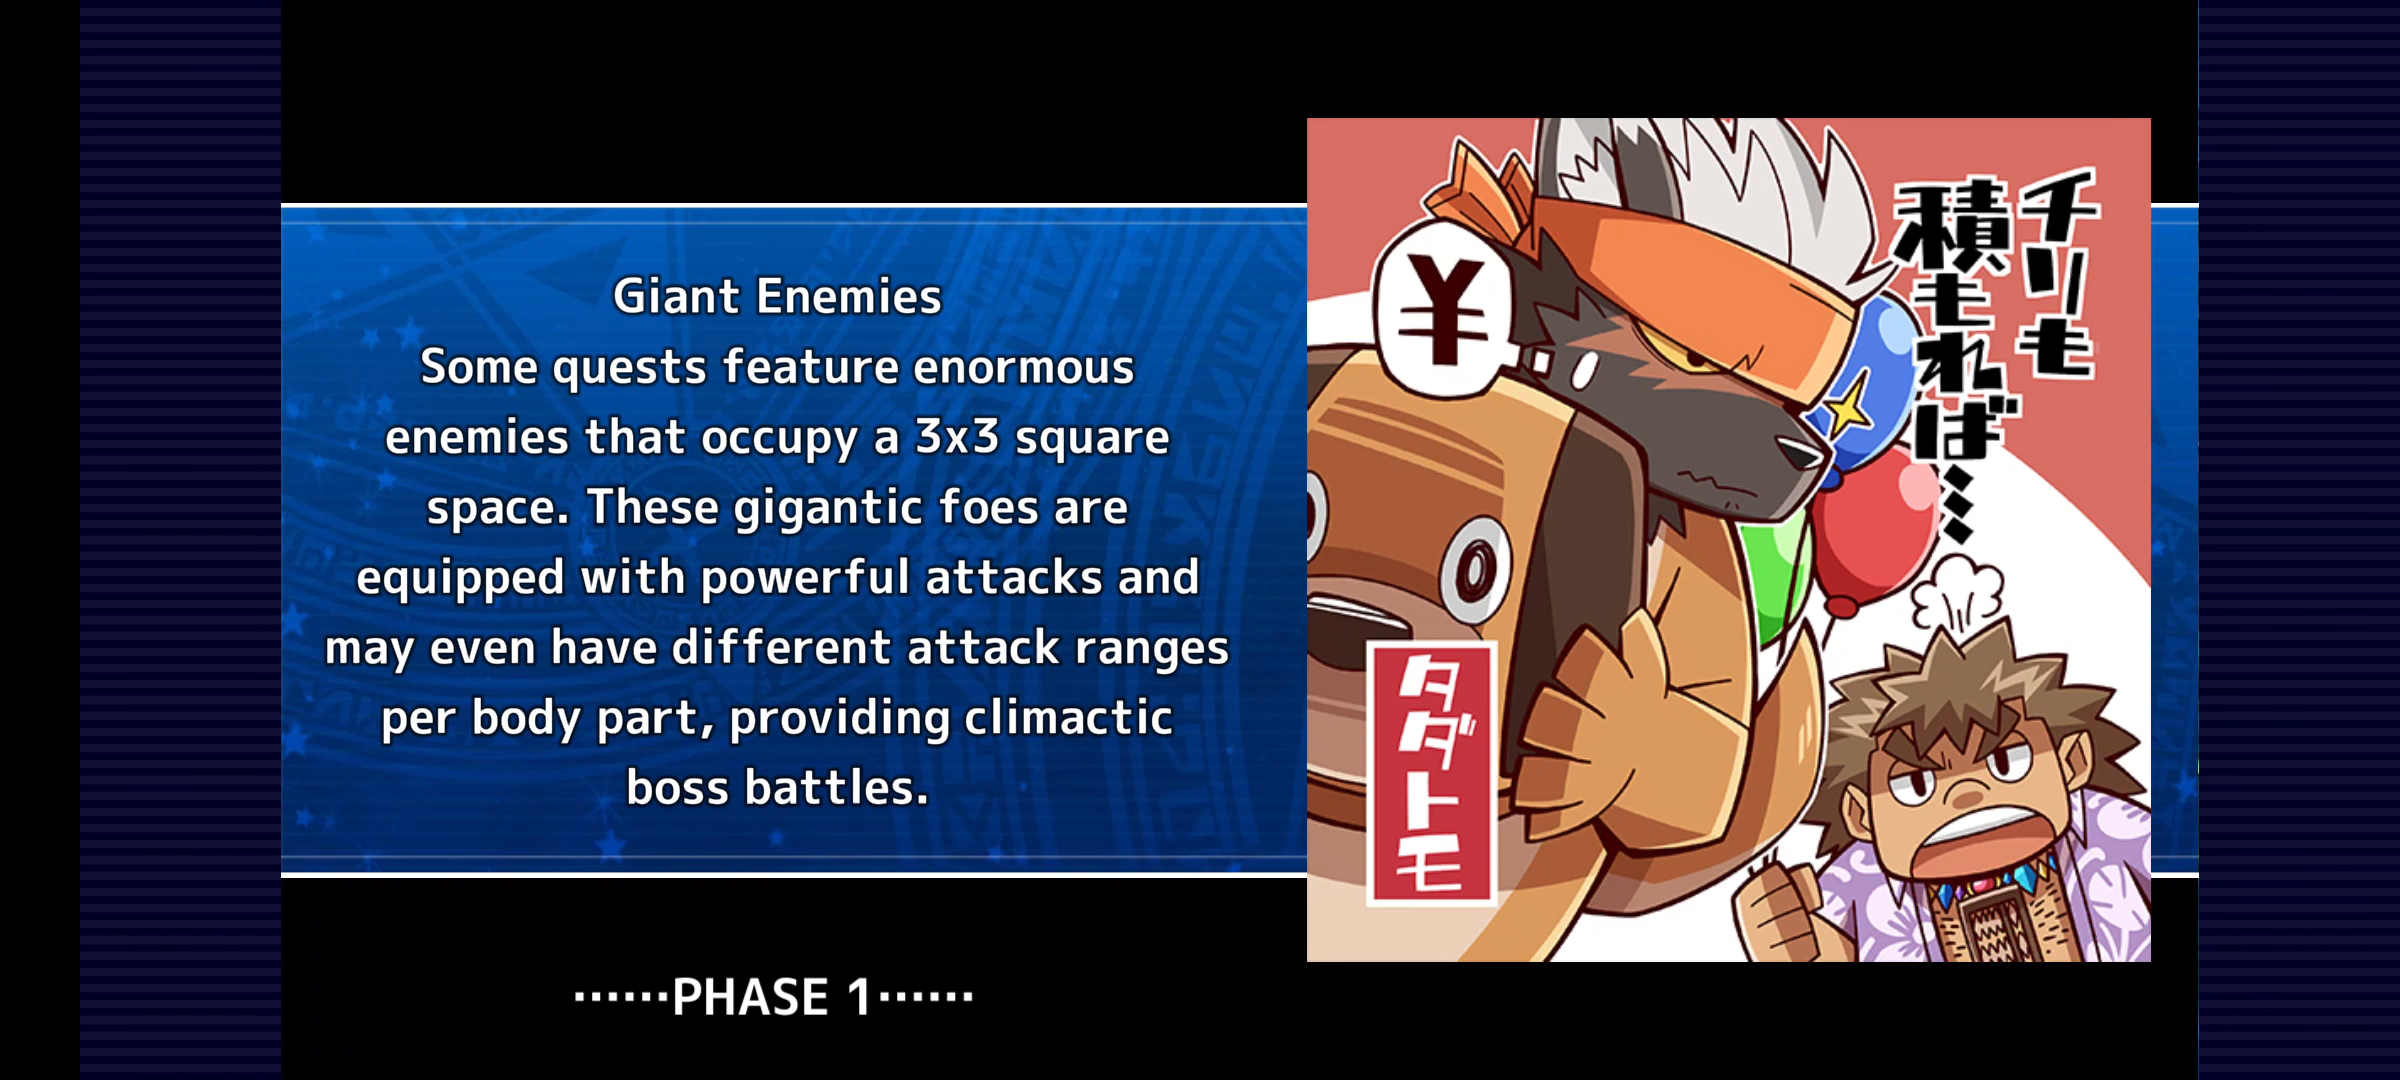 Giant Enemies
Some quests feature enormous
enemies that occupy a 3x3 square
space. These gigantic foes are
equipped with powerful attacks and
may even have different attack ranges
per body part, providing climactic
boss battles.
チリも
積もれば…
¥
タダトモ
……PHASE 1……